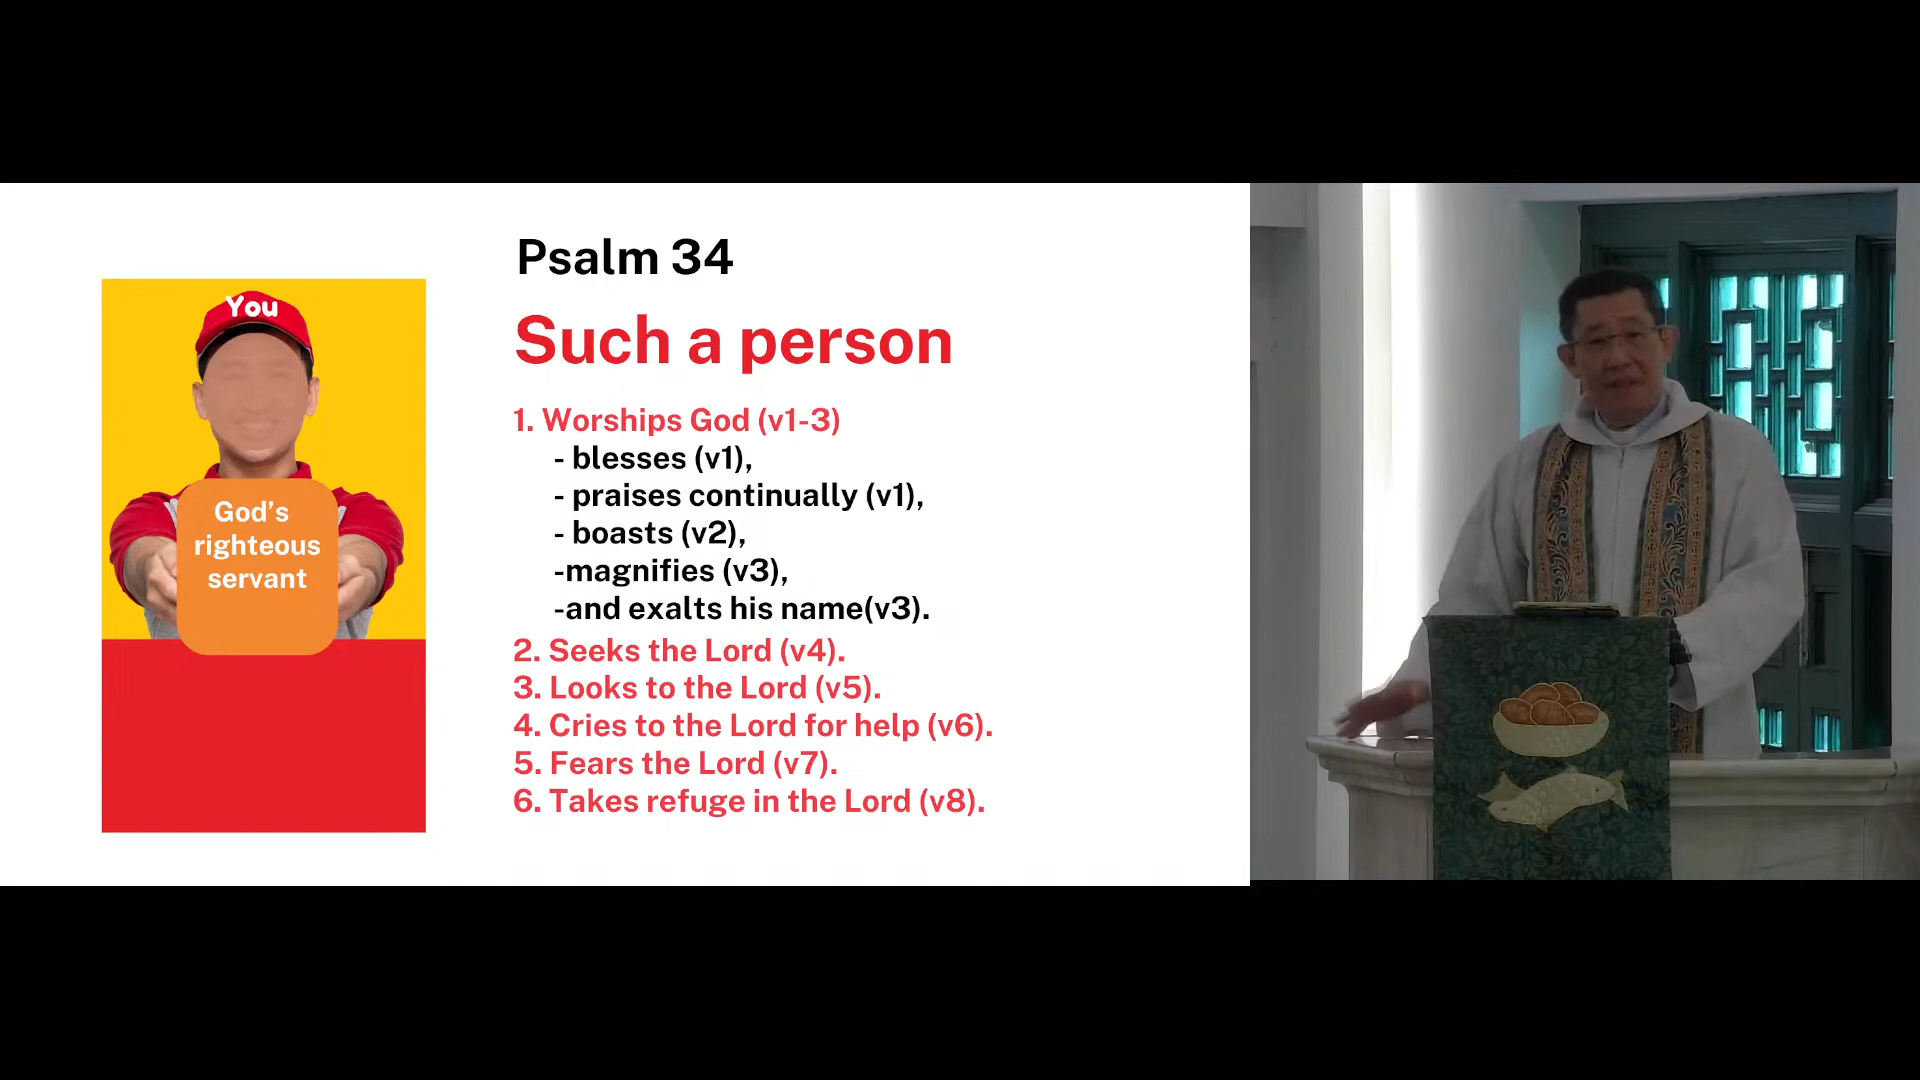 You
God's
righteous
servant
Psalm 34
Such a person
1. Worships God (v1-3)
- blesses (v1),
- praises continually (v1),
- boasts (v2),
-magnifies (v3),
-and exalts his name(v3).
2. Seeks the Lord (v4).
3. Looks to the Lord (v5).
4. Cries to the Lord for help (v6).
5. Fears the Lord (v7).
6. Takes refuge in the Lord (v8).